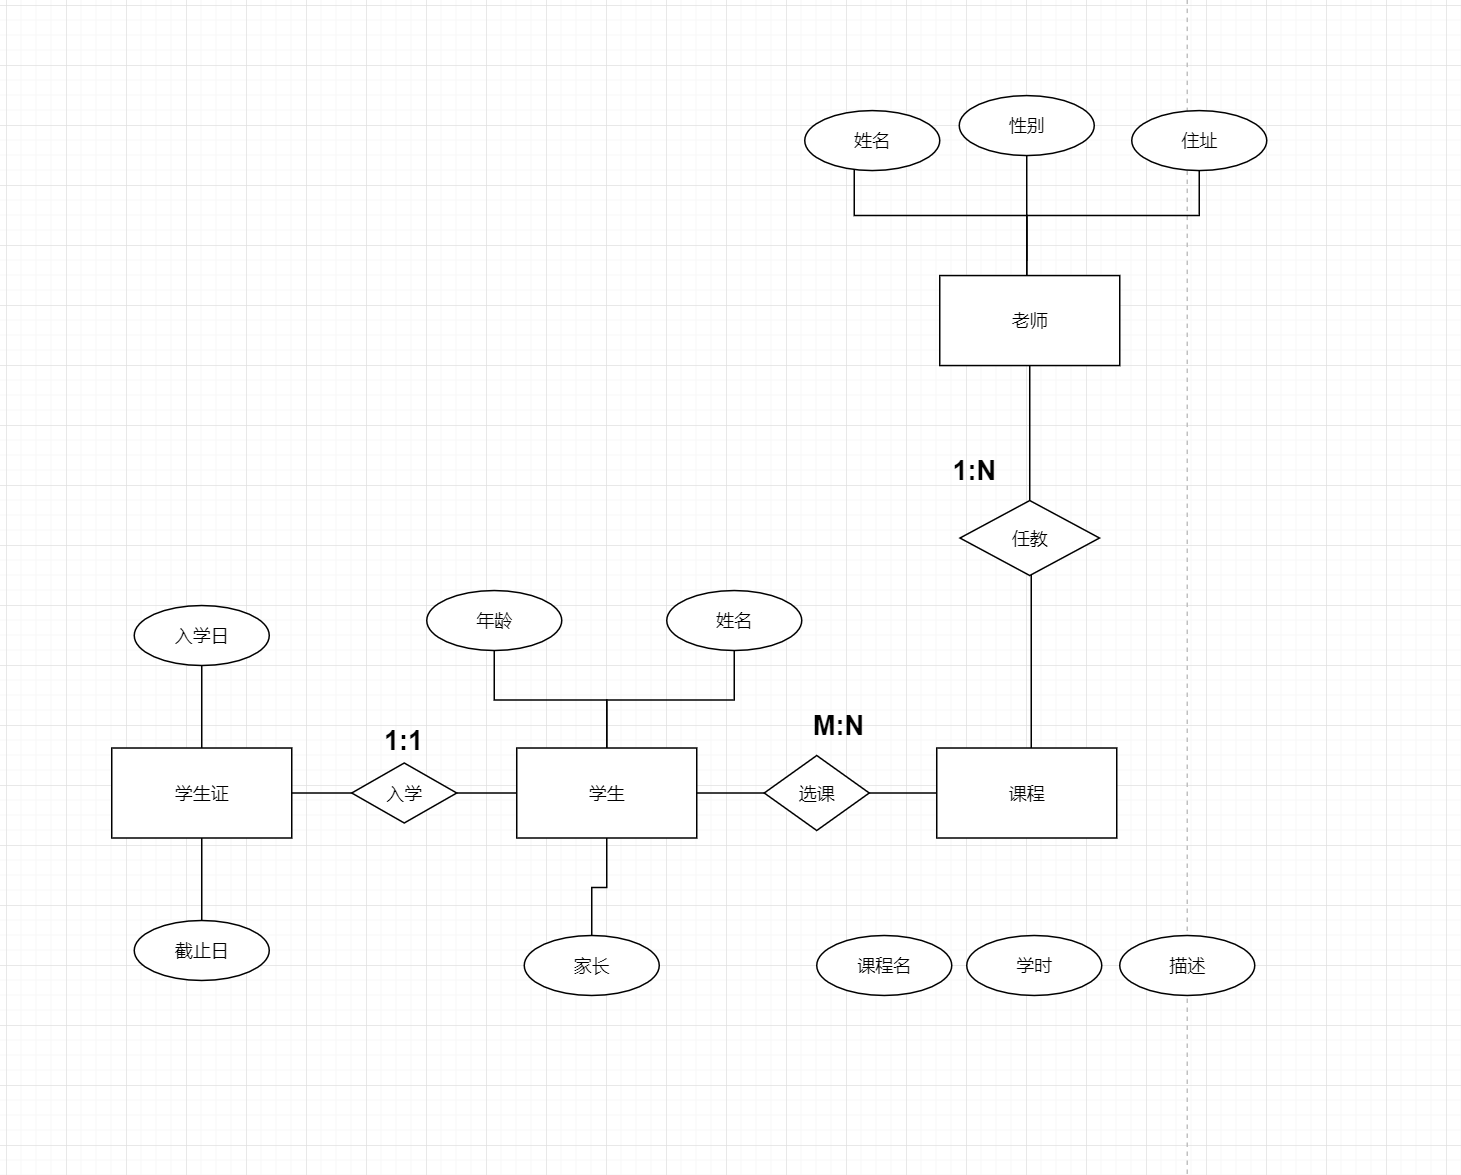 姓名
性别
住址
老师
1:N
任教
入学日
年龄
姓名
1:1
M:N
学生证
入学
学生
选课
课程
截止日
家长
课程名
学时
描述